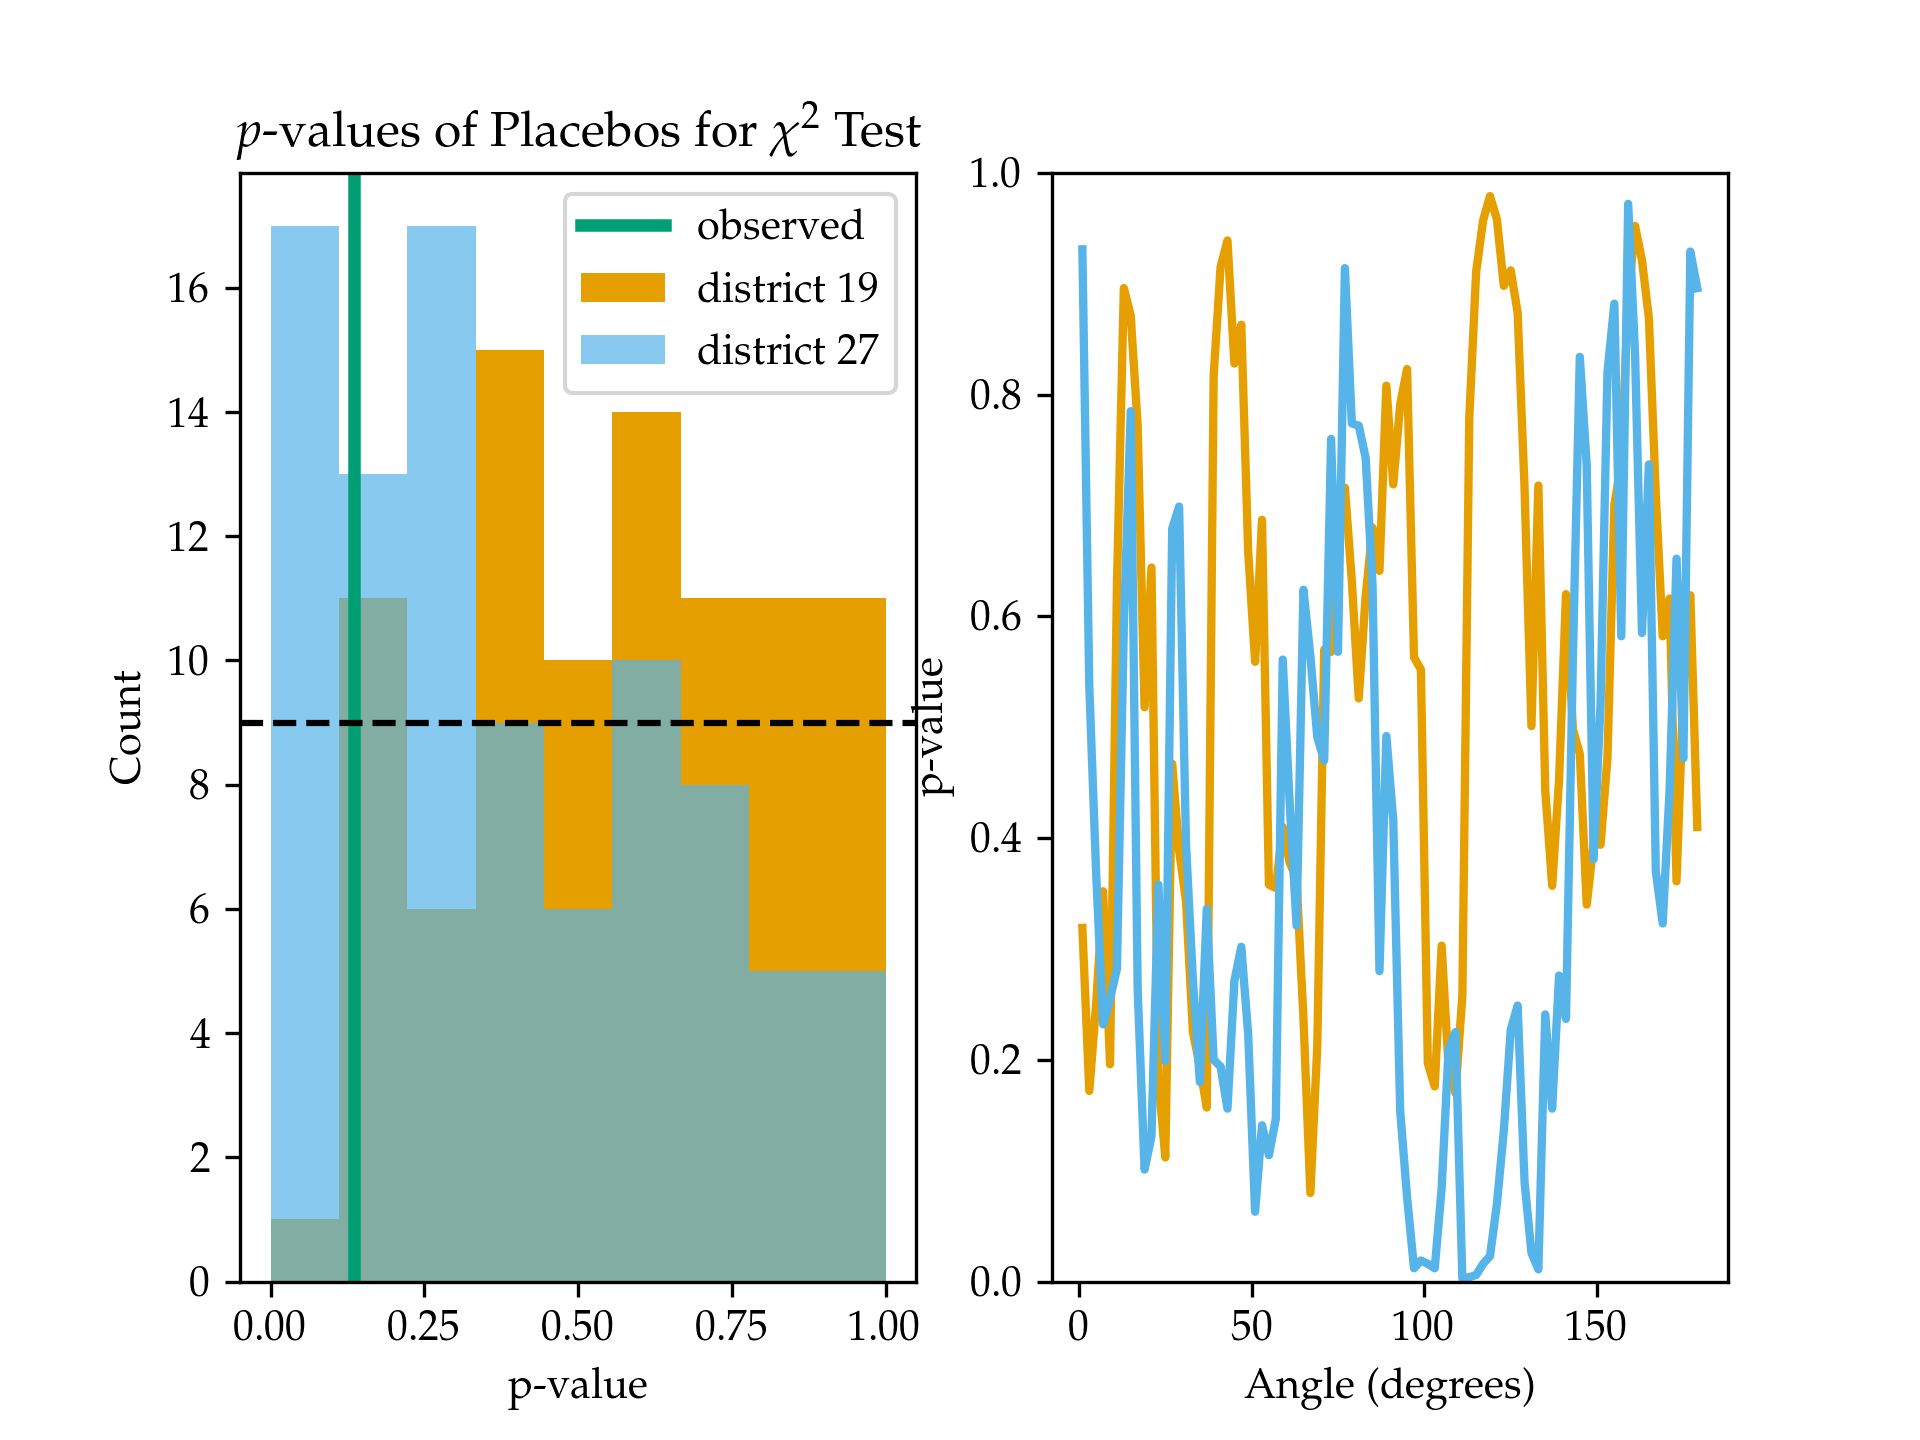 p-values of Placebos for χ² Test
observed
district 19
district 27
Count
16
14
12
10
8
6
4
2
0
0.00 0.25 0.50 0.75 1.00
p-value
p-value
1.0
0.8
0.6
0.4
0.2
0.0
0 50 100 150
Angle (degrees)